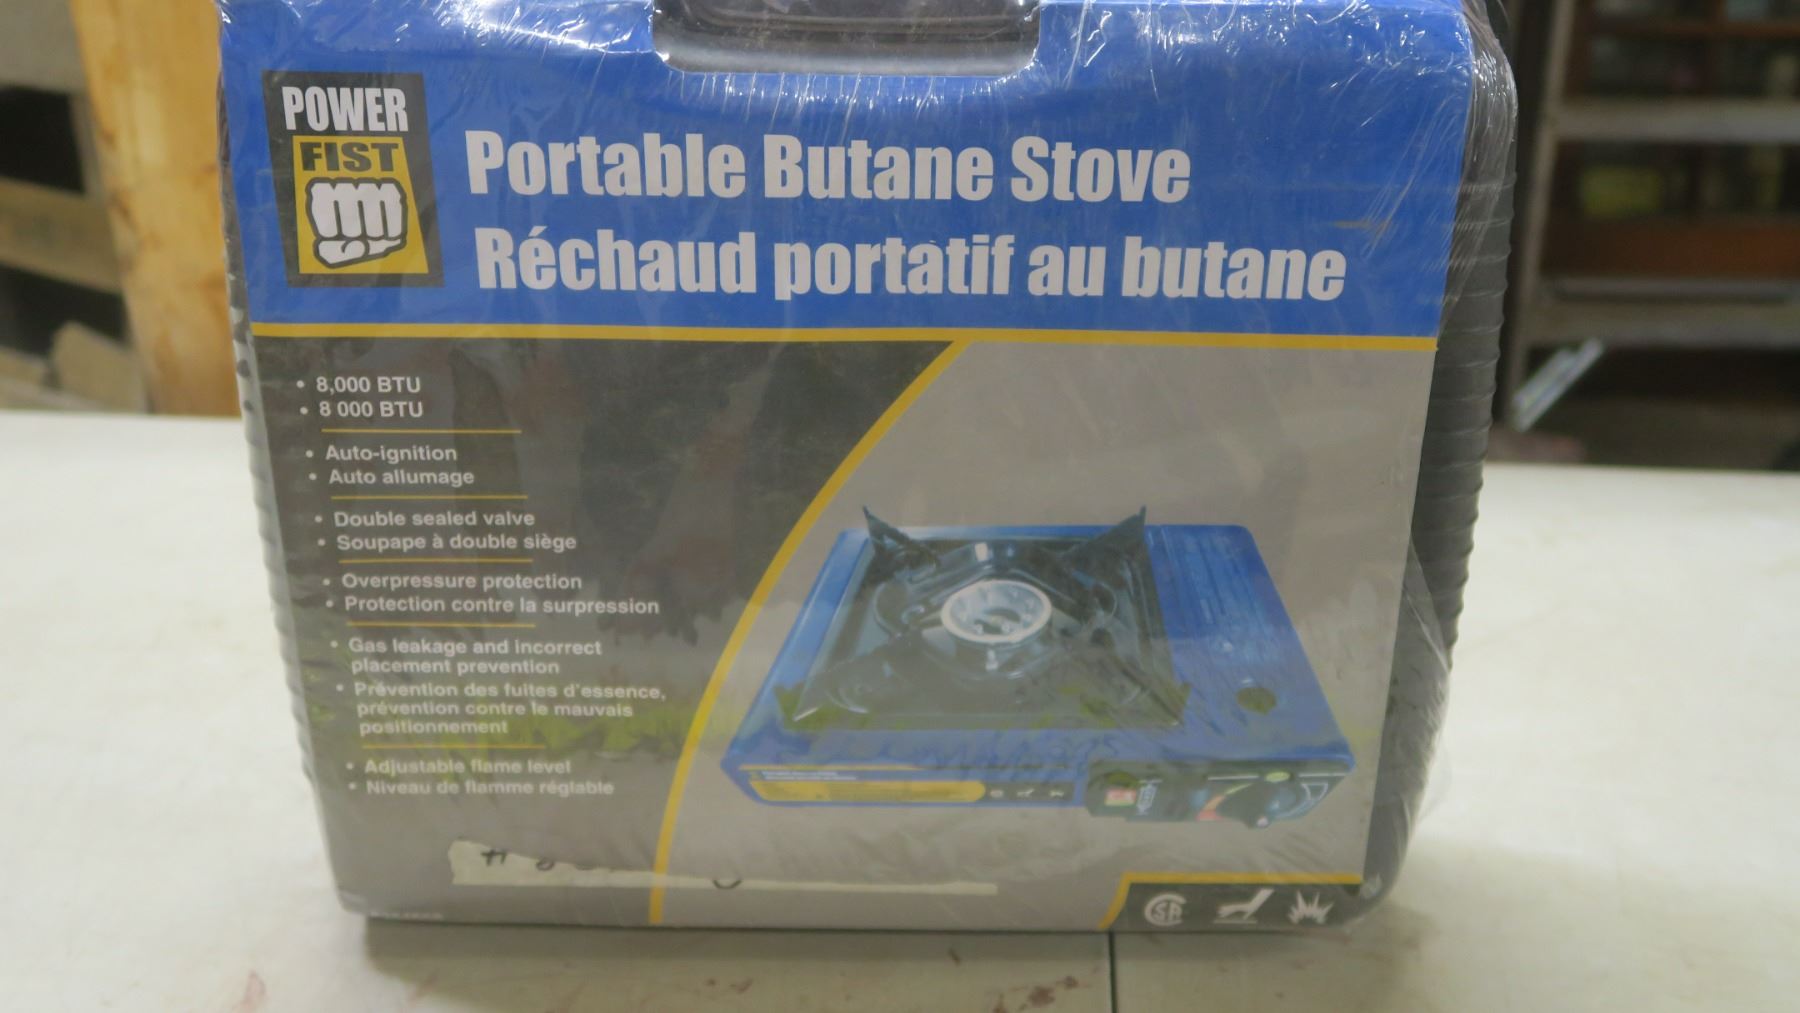 POWER
FIST
Portable Butane Stove
Réchaud portatif au butane
• 8,000 BTU
• 8 000 BTU
• Auto-ignition
• Auto allumage
• Double sealed valve
• Soupape à double siège
• Overpressure protection
• Protection contre la surpression
• Gas leakage and incorrect
placement prevention
• Prévention des fuites d'essence,
prévention contre le mauvais
positionnement
• Adjustable flame level
• Niveau de flamme réglable